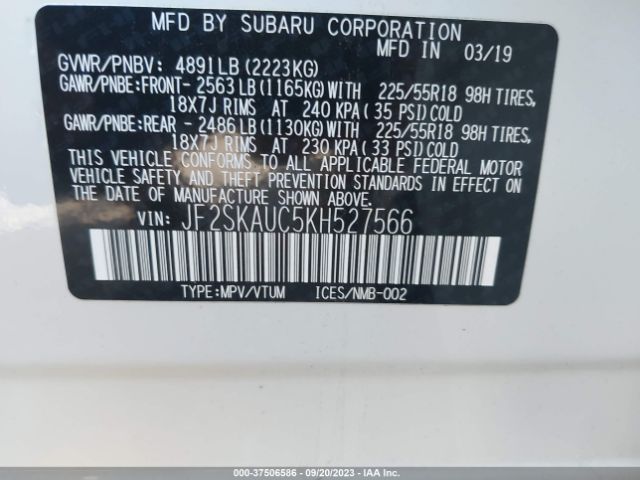 MFD BY SUBARU CORPORATION
MFD IN 03/19
GVWR/PNBV: 4891LB (2223KG)
GAWR/PNBE:FRONT- 2563LB (1165KG) WITH 225/55R18 98H TIRES,
18X7J RIMS AT 240 KPA (35 PSI) COLD
GAWR/PNBE:REAR - 2486LB (1130KG) WITH 225/55R18 98H TIRES,
18X7J RIMS AT 230 KPA (33 PSI) COLD
THIS VEHICLE CONFORMS TO ALL APPLICABLE FEDERAL MOTOR
VEHICLE SAFETY AND THEFT PREVENTION STANDARDS IN EFFECT
ON THE DATE OF MANUFACTURE SHOWN ABOVE.
VIN: JF2SKAUC5KH527566
TYPE:MPV/VTUM ICES/NMB-002
000-37506586 - 09/20/2023 - IAA Inc.